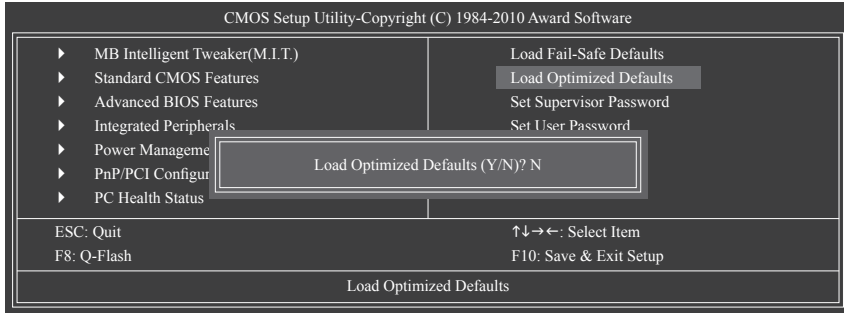 CMOS Setup Utility-Copyright (C) 1984-2010 Award Software
MB Intelligent Tweaker(M.I.T.)
Standard CMOS Features
Advanced BIOS Features
Integrated Peripherals
Power Manageme
PnP/PCI Configur
PC Health Status
Load Fail-Safe Defaults
Load Optimized Defaults
Set Supervisor Password
Set User Password
Load Optimized Defaults (Y/N)? N
ESC: Quit
F8: Q-Flash
↑↓→←: Select Item
F10: Save & Exit Setup
Load Optimized Defaults